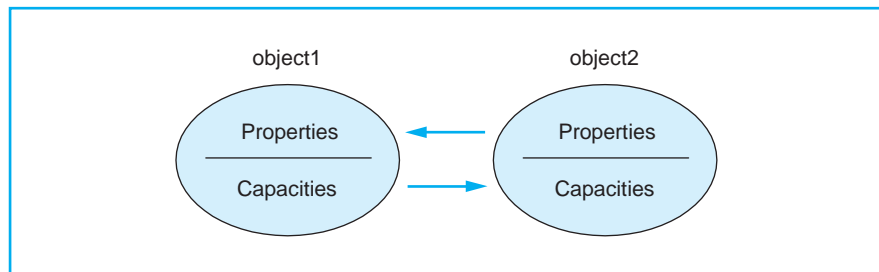 object1 object2
Properties Properties
Capacities Capacities